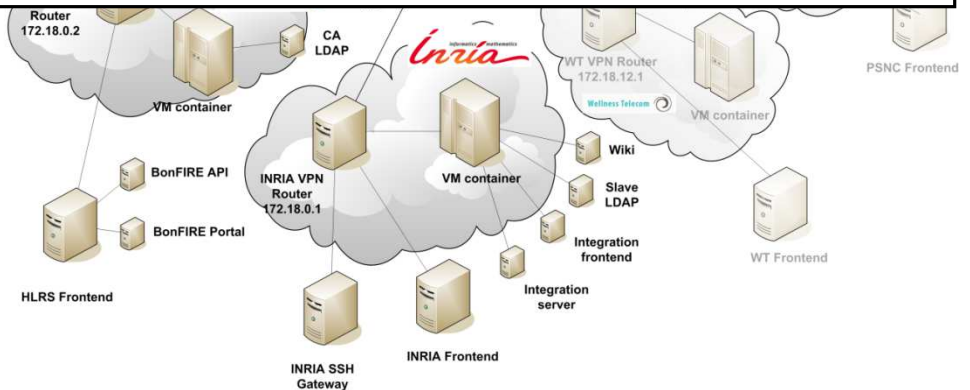 Router
172.18.0.2
VM container
CA
LDAP
informatics mathematics
Inria
WT VPN Router
172.18.12.1
Wellness Telecom
VM container
PSNC Frontend
BonFIRE API
BonFIRE Portal
HLRS Frontend
INRIA VPN
Router
172.18.0.1
VM container
Wiki
Slave
LDAP
Integration
frontend
Integration
server
WT Frontend
INRIA SSH
Gateway
INRIA Frontend